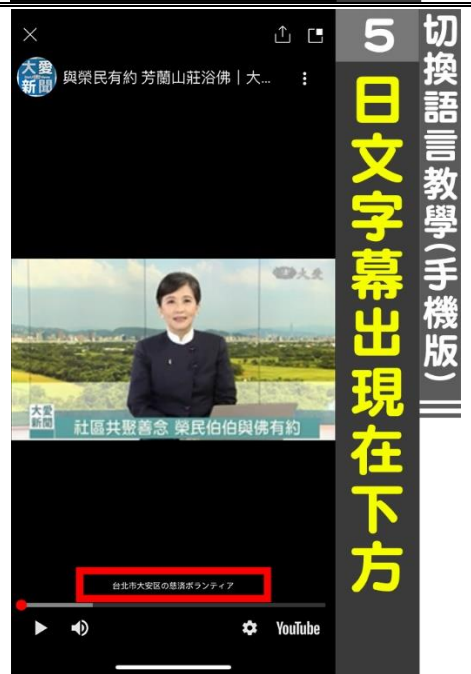 切換語言教學(手機版)
5
日文字幕出現在下方
大愛
新聞
與榮民有約 芳蘭山莊浴佛｜大...
大愛
大愛
新聞
社區共聚善念 榮民伯伯與佛有約
台北市大安区の慈済ボランティア
YouTube